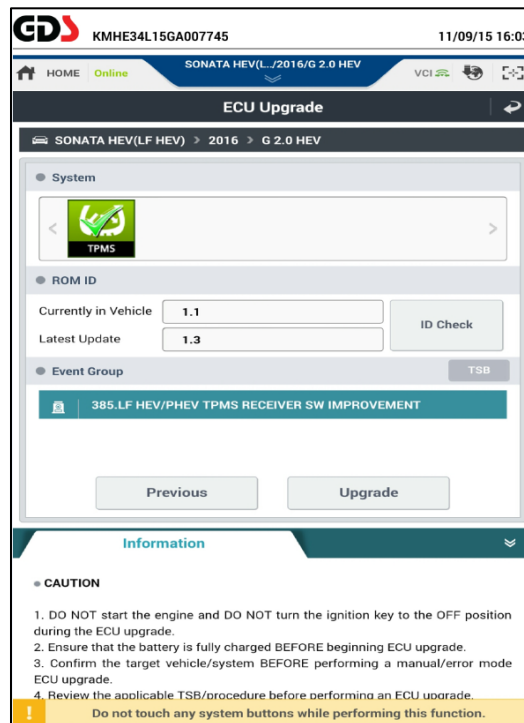 GDS KMHE34L15GA007745 11/09/15 16:03
HOME Online SONATA HEV(L.../2016/G 2.0 HEV VCI
ECU Upgrade
SONATA HEV(LF HEV) > 2016 > G 2.0 HEV
System
TPMS
ROM ID
Currently in Vehicle 1.1
ID Check
Latest Update 1.3
Event Group TSB
385.LF HEV/PHEV TPMS RECEIVER SW IMPROVEMENT
Previous Upgrade
Information
CAUTION
1. DO NOT start the engine and DO NOT turn the ignition key to the OFF position
during the ECU upgrade.
2. Ensure that the battery is fully charged BEFORE beginning ECU upgrade.
3. Confirm the target vehicle/system BEFORE performing a manual/error mode
ECU upgrade.
4. Review the applicable TSB/procedure before performing an ECU upgrade.
! Do not touch any system buttons while performing this function.